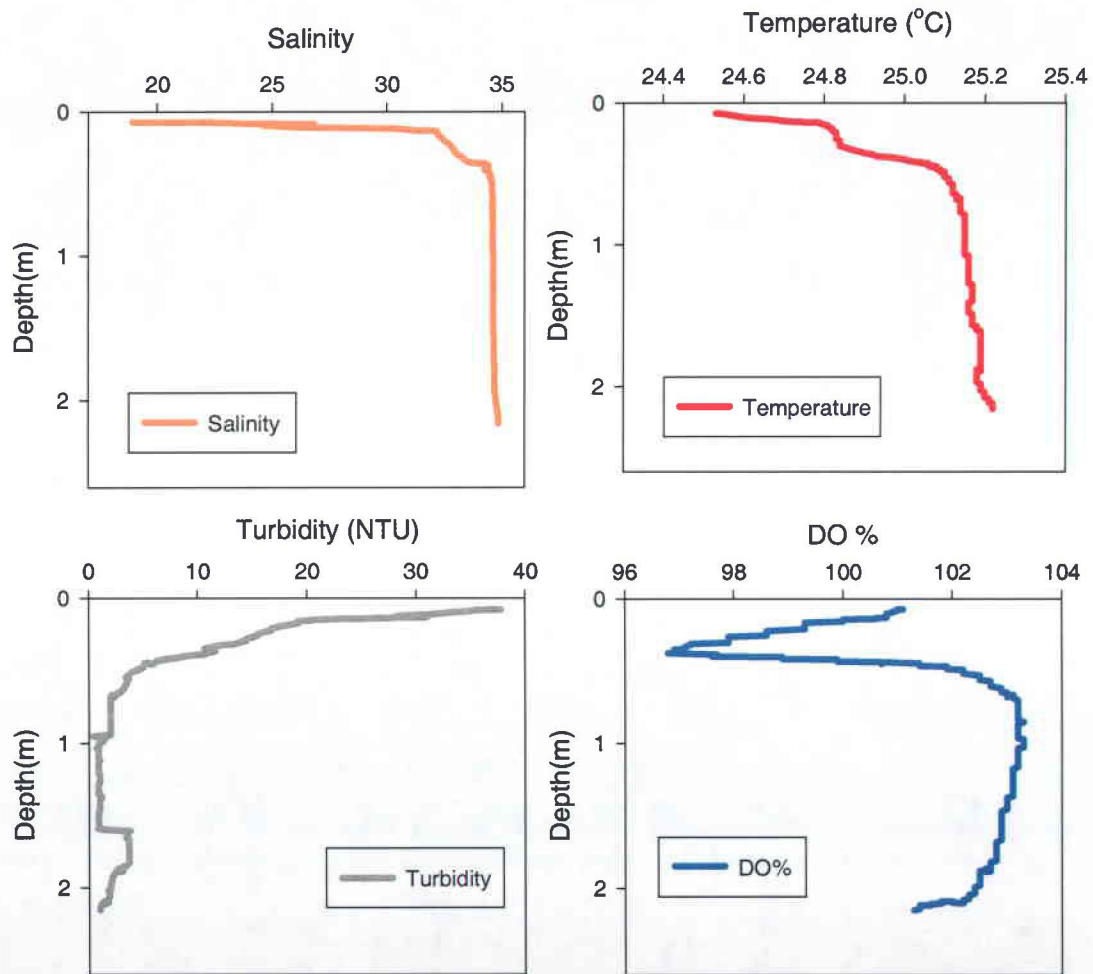 Salinity
20 25 30 35
0
1
2
Depth(m)
Salinity
Temperature (°C)
24.4 24.6 24.8 25.0 25.2 25.4
0
1
2
Depth(m)
Temperature
Turbidity (NTU)
0 10 20 30 40
0
1
2
Depth(m)
Turbidity
DO %
96 98 100 102 104
0
1
2
Depth(m)
DO%